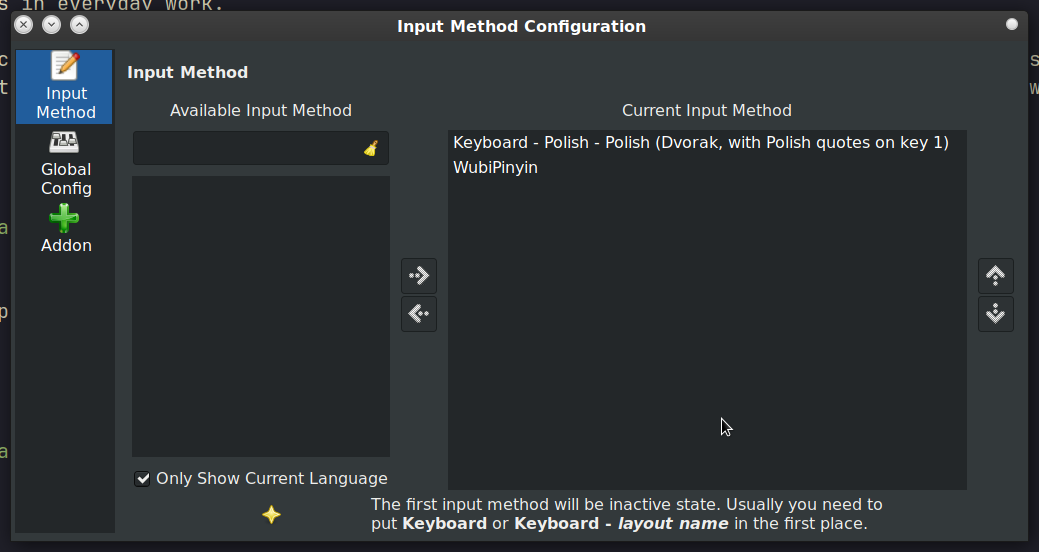 s in everyday work.
Input Method Configuration
Input
Method
Global
Config
Addon
Input Method
Available Input Method
Current Input Method
Keyboard - Polish - Polish (Dvorak, with Polish quotes on key 1)
WubiPinyin
Only Show Current Language
The first input method will be inactive state. Usually you need to
put Keyboard or Keyboard - layout name in the first place.